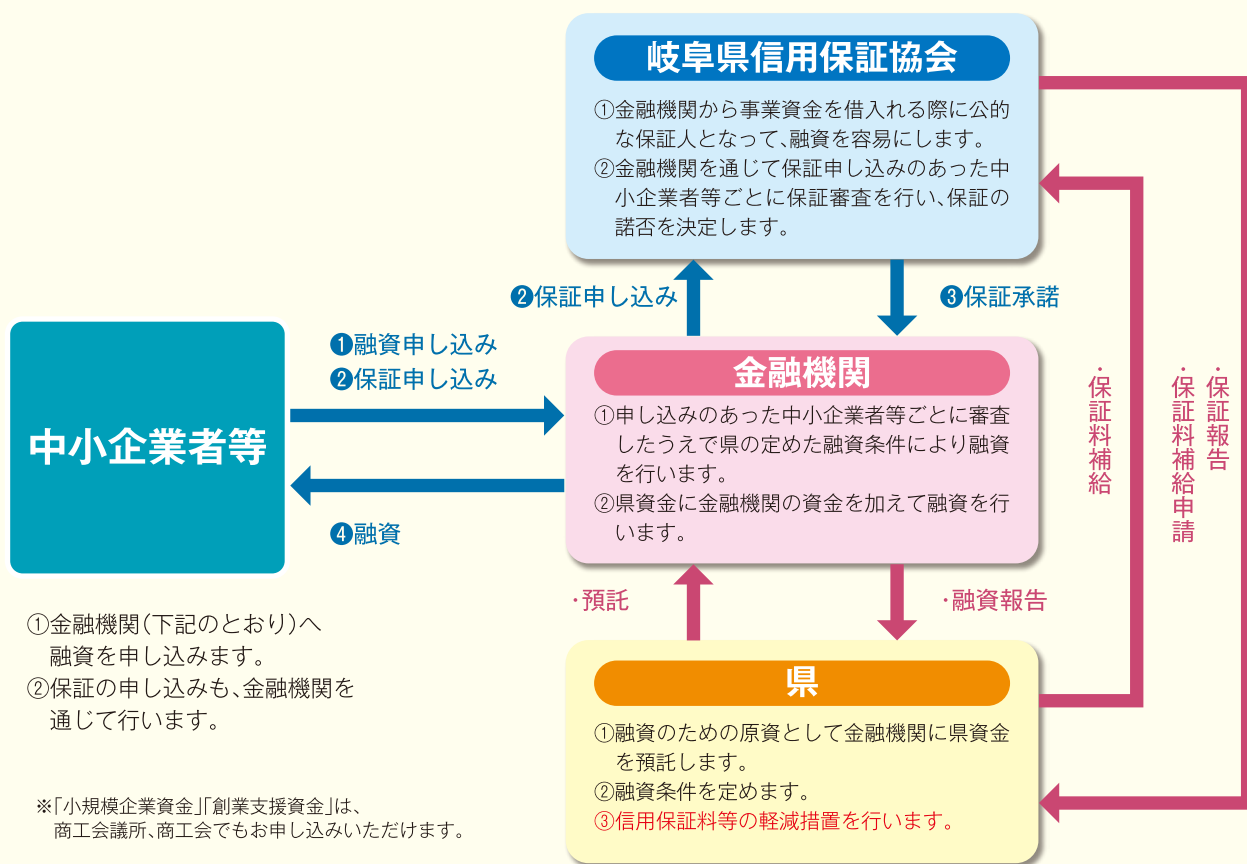 岐阜県信用保証協会
①金融機関から事業資金を借入れる際に公的
な保証人となって、融資を容易にします。
②金融機関を通じて保証申し込みのあった中
小企業者等ごとに保証審査を行い、保証の
諾否を決定します。
❷保証申し込み
❸保証承諾
❶融資申し込み
❷保証申し込み
中小企業者等
❹融資
金融機関
①申し込みのあった中小企業者等ごとに審査
したうえで県の定めた融資条件により融資
を行います。
②県資金に金融機関の資金を加えて融資を行
います。
・保証料補給
・保証報告
・保証料補給申請
・預託
・融資報告
①金融機関(下記のとおり)へ
融資を申し込みます。
②保証の申し込みも、金融機関を
通じて行います。
県
①融資のための原資として金融機関に県資金
を預託します。
②融資条件を定めます。
③信用保証料等の軽減措置を行います。
※「小規模企業資金」「創業支援資金」は、
商工会議所、商工会でもお申し込みいただけます。